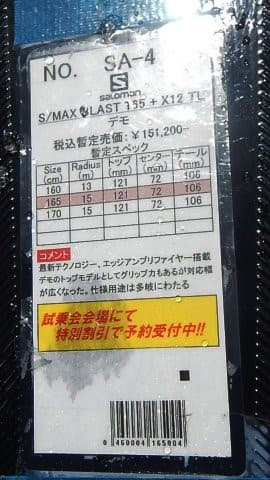 NO. SA-4
S
salomon
S/MAX BLAST 165 + X12 TL
デモ
税込暫定売価：￥151,200-
暫定スペック
Size (cm) Radius (m) トップ (mm) センター (mm) テール (mm)
160 13 121 72 106
165 15 121 72 106
170 15 121 72 106
コメント
最新テクノロジー、エッジアンプリファイヤー搭載
デモのトップモデルとしてグリップ力もあるが対応幅
が広くなった。仕様用途は多岐にわたる
試乗会会場にて
特別割引で予約受付中!!
0 460004 165004